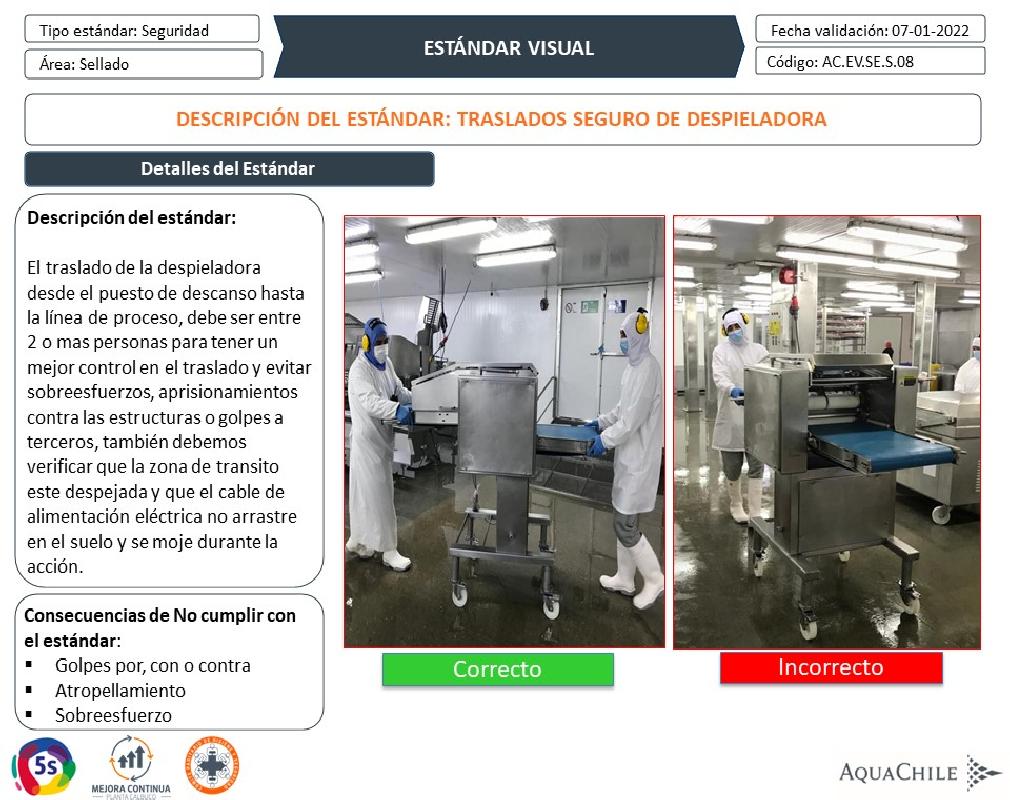 Tipo estándar: Seguridad
Área: Sellado
ESTÁNDAR VISUAL
Fecha validación: 07-01-2022
Código: AC.EV.SE.S.08
DESCRIPCIÓN DEL ESTÁNDAR: TRASLADOS SEGURO DE DESPIELADORA
Detalles del Estándar
Descripción del estándar:
El traslado de la despieladora
desde el puesto de descanso hasta
la línea de proceso, debe ser entre
2 o mas personas para tener un
mejor control en el traslado y evitar
sobreesfuerzos, aprisionamientos
contra las estructuras o golpes a
terceros, también debemos
verificar que la zona de transito
este despejada y que el cable de
alimentación eléctrica no arrastre
en el suelo y se moje durante la
acción.
Consecuencias de No cumplir con
el estándar:
▪ Golpes por, con o contra
▪ Atropellamiento
▪ Sobreesfuerzo
Correcto
Incorrecto
5s
MEJORA CONTINUA
PLANTA CALBUCO
AQUACHILE